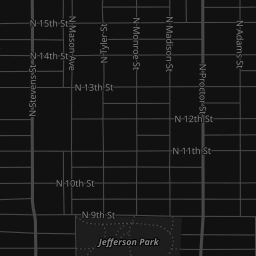 N 15th St
N Mason Ave
N Tyler St
N Monroe St
N Madison St
N Adams St
N 14th St
N Stevens St
N 13th St
N Proctor St
N 12th St
N 11th St
N 10th St
N 9th St
Jefferson Park